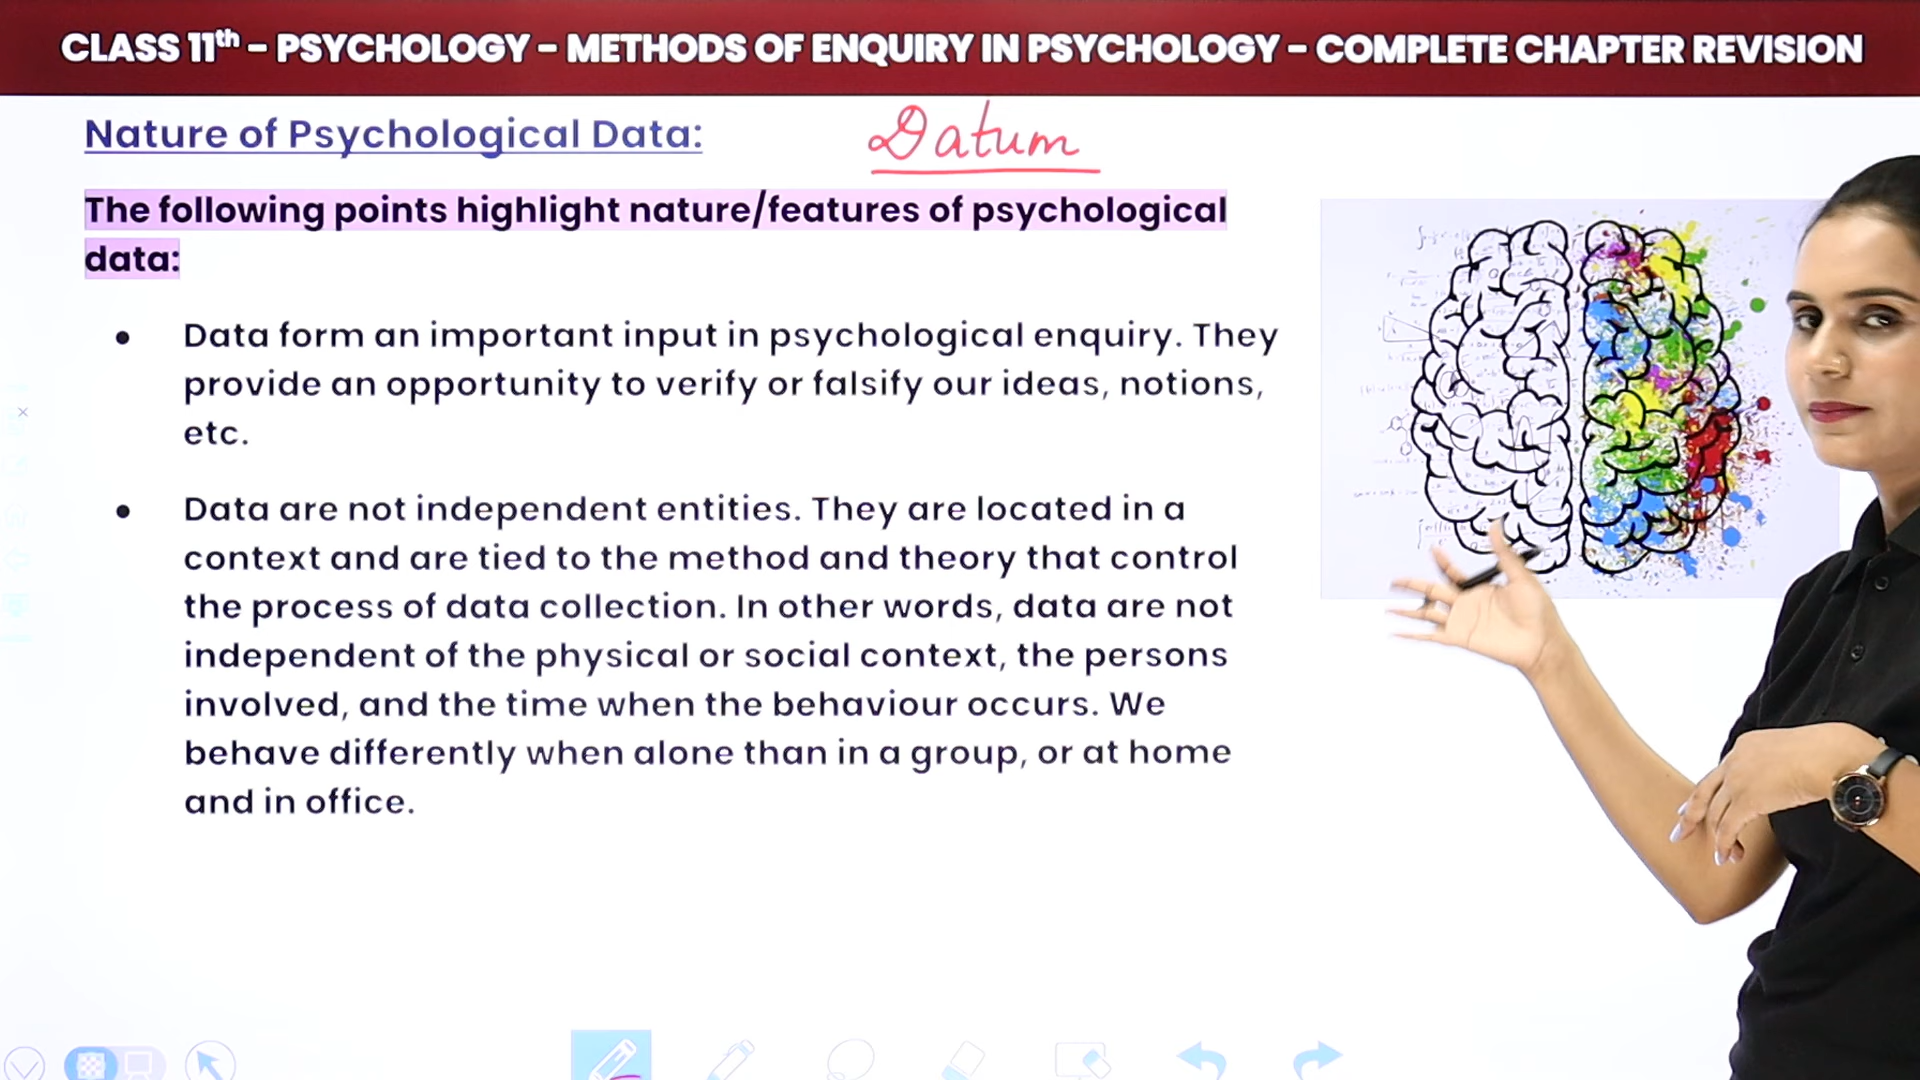 CLASS 11th – PSYCHOLOGY – METHODS OF ENQUIRY IN PSYCHOLOGY – COMPLETE CHAPTER REVISION
Nature of Psychological Data:
Datum
The following points highlight nature/features of psychological
data:
● Data form an important input in psychological enquiry. They
provide an opportunity to verify or falsify our ideas, notions,
etc.
● Data are not independent entities. They are located in a
context and are tied to the method and theory that control
the process of data collection. In other words, data are not
independent of the physical or social context, the persons
involved, and the time when the behaviour occurs. We
behave differently when alone than in a group, or at home
and in office.